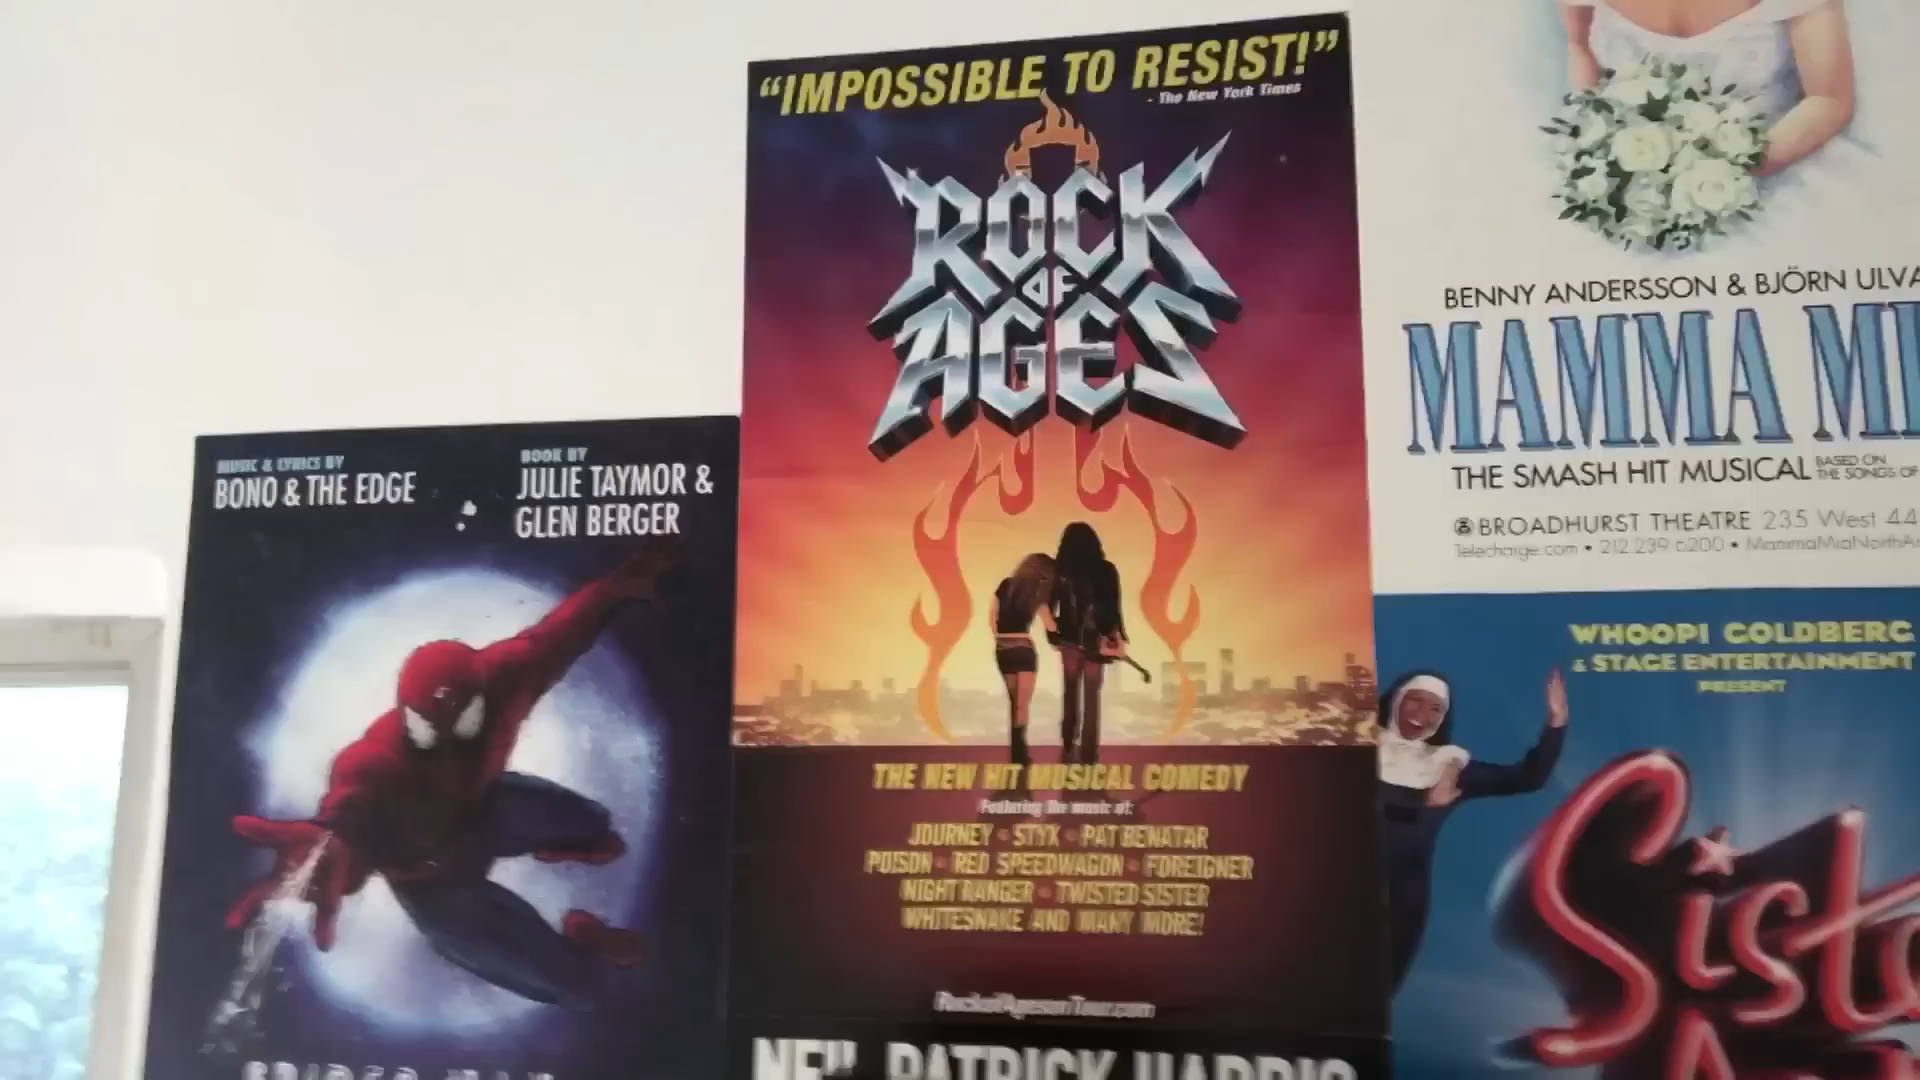 "IMPOSSIBLE TO RESIST!"
- The New York Times
ROCK
OF
AGES
THE NEW HIT MUSICAL COMEDY
Featuring the music of:
JOURNEY • STYX • PAT BENATAR
POISON • REO SPEEDWAGON • FOREIGNER
NIGHT RANGER • TWISTED SISTER
WHITESNAKE AND MANY MORE!
RockofAgesonTour.com
MUSIC & LYRICS BY
BONO & THE EDGE
BOOK BY
JULIE TAYMOR &
GLEN BERGER
SPIDER-MAN
BENNY ANDERSSON & BJÖRN ULVA
MAMMA MI
THE SMASH HIT MUSICAL BASED ON
THE SONGS OF
BROADHURST THEATRE 235 West 44
Telecharge.com • 212.239.6200 • MammaMiaNorthA
WHOOPI GOLDBERG
& STAGE ENTERTAINMENT
PRESENT
Sist
PATRICK HARRIS